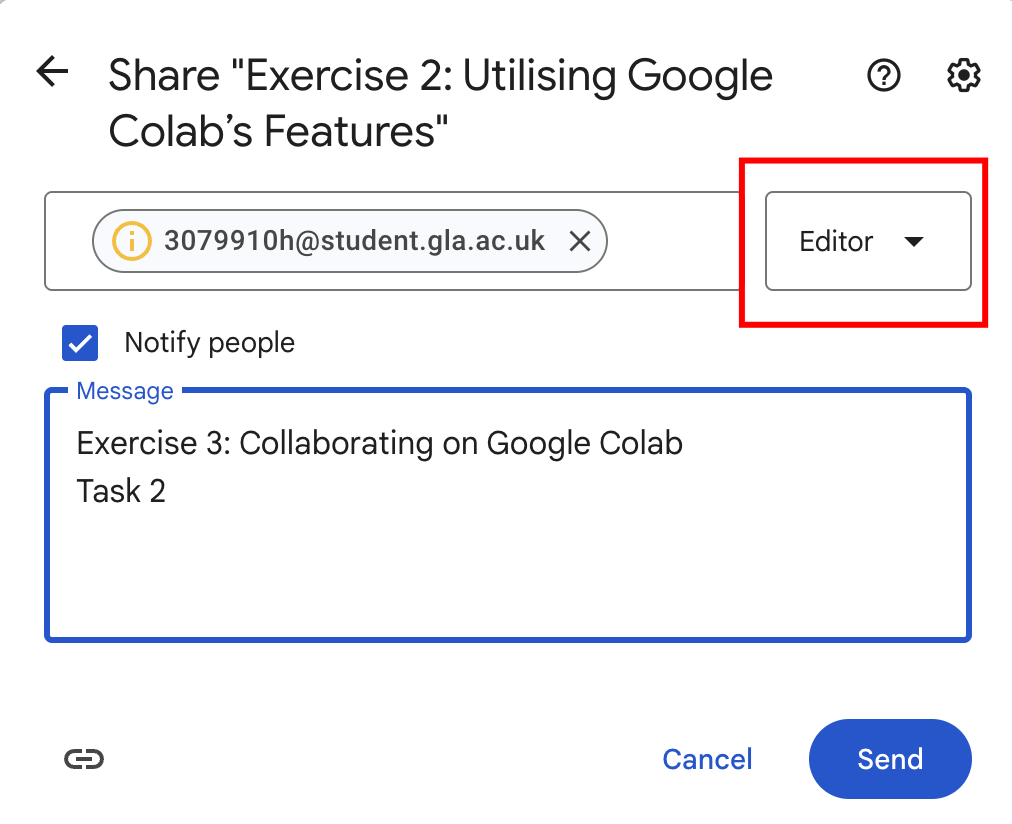 Share "Exercise 2: Utilising Google
Colab’s Features"
3079910h@student.gla.ac.uk
Editor
Notify people
Message
Exercise 3: Collaborating on Google Colab
Task 2
Cancel
Send